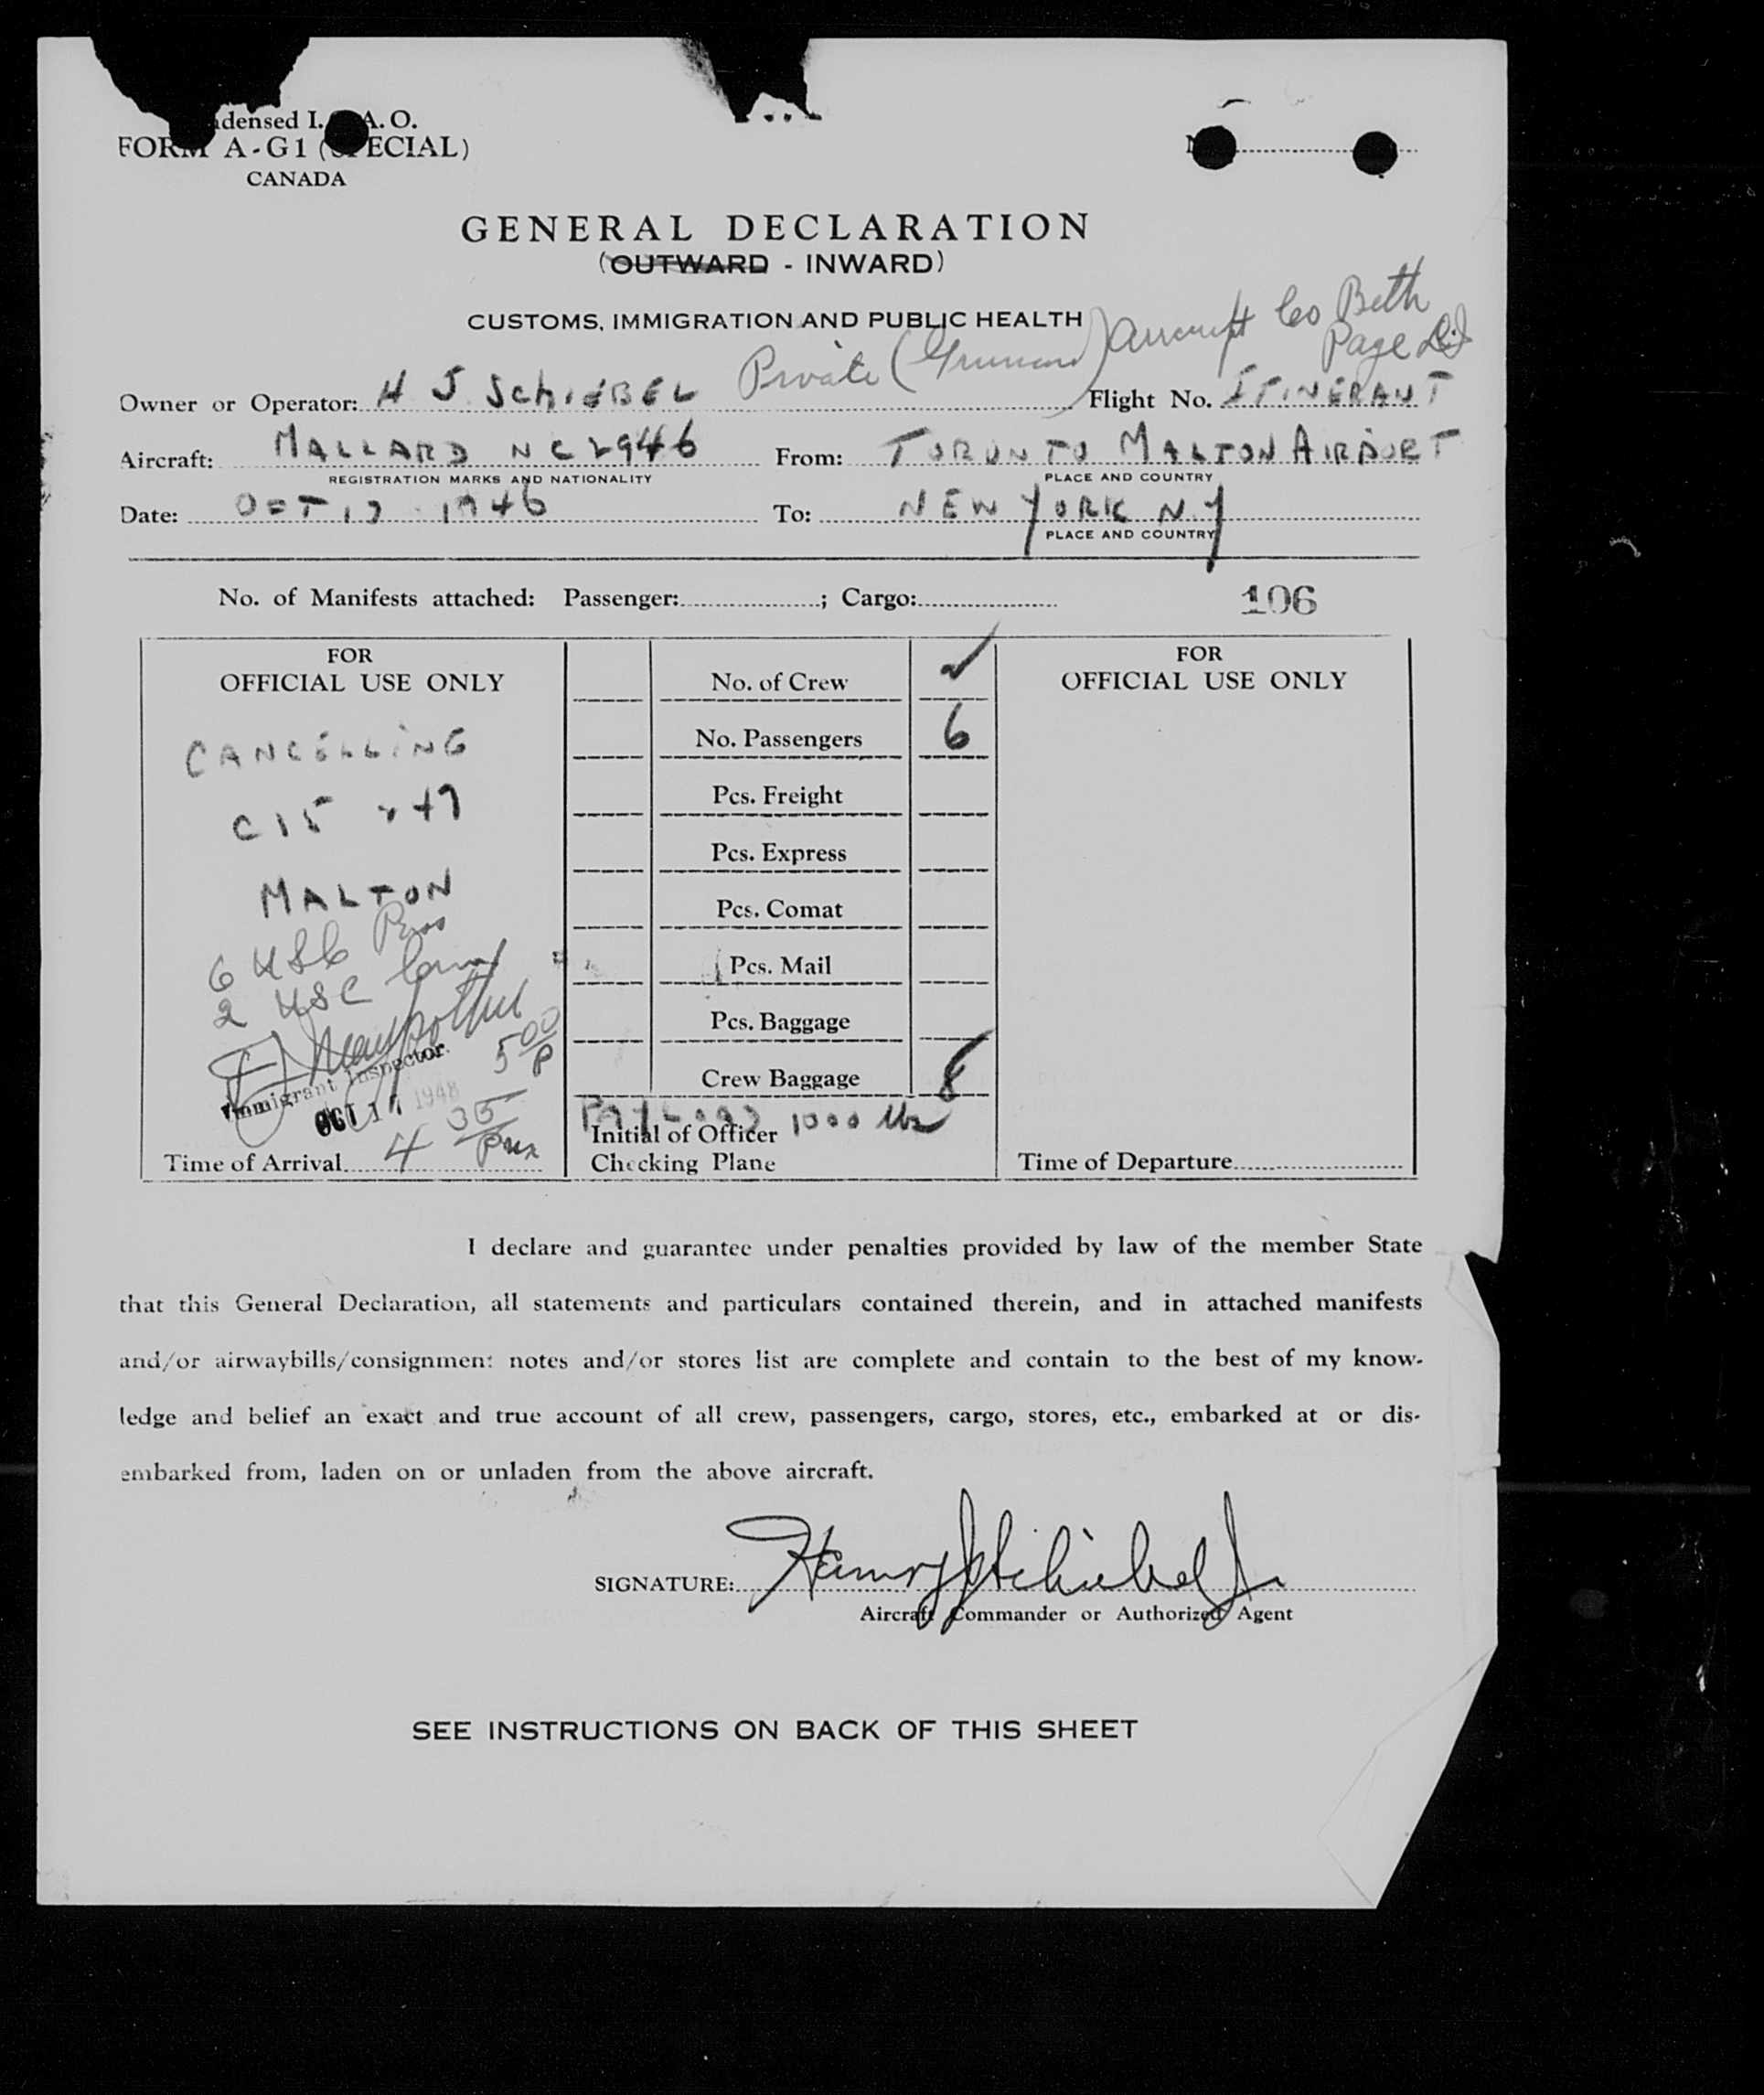 densed I. A. O.
FORM A-G1 (SPECIAL)
CANADA
GENERAL DECLARATION
(OUTWARD - INWARD)
CUSTOMS, IMMIGRATION AND PUBLIC HEALTH
Private ( ) Aircraft Co Beth
Page L.I
Owner or Operator: H J SCHIEBEL Flight No. ITINERANT
Aircraft: MALLARD NC2946 From: TORONTO MALTON AIRPORT
REGISTRATION MARKS AND NATIONALITY PLACE AND COUNTRY
Date: OCT 1946 To: NEW YORK N.Y
PLACE AND COUNTRY
No. of Manifests attached: Passenger: ; Cargo:
106
FOR
OFFICIAL USE ONLY
CANCELLING
C15
MALTON
6 USC
2 USC
5 00 P
Immigrant Inspector.
OCT 1948
Time of Arrival 4 35 Pm
No. of Crew
No. Passengers 6
Pcs. Freight
Pcs. Express
Pcs. Comat
Pcs. Mail
Pcs. Baggage
Crew Baggage 8
PAYLOAD 1000 lbs
Initial of Officer
Checking Plane
FOR
OFFICIAL USE ONLY
Time of Departure
I declare and guarantee under penalties provided by law of the member State
that this General Declaration, all statements and particulars contained therein, and in attached manifests
and/or airwaybills/consignment notes and/or stores list are complete and contain to the best of my know-
ledge and belief an exact and true account of all crew, passengers, cargo, stores, etc., embarked at or dis-
embarked from, laden on or unladen from the above aircraft.
SIGNATURE: Henry J Schiebel Jr
Aircraft Commander or Authorized Agent
SEE INSTRUCTIONS ON BACK OF THIS SHEET